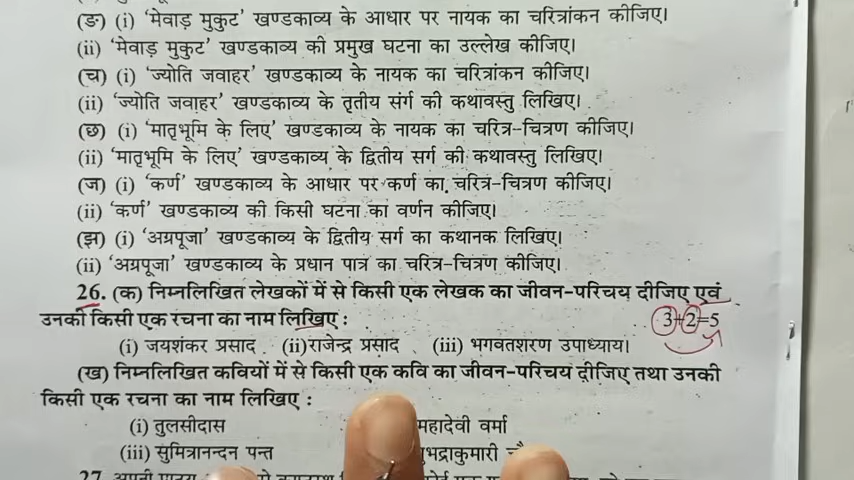 (ङ) (i) 'मेवाड़ मुकुट' खण्डकाव्य के आधार पर नायक का चरित्रांकन कीजिए।
(ii) 'मेवाड़ मुकुट' खण्डकाव्य की प्रमुख घटना का उल्लेख कीजिए।
(च) (i) 'ज्योति जवाहर' खण्डकाव्य के नायक का चरित्रांकन कीजिए।
(ii) 'ज्योति जवाहर' खण्डकाव्य के तृतीय सर्ग की कथावस्तु लिखिए।
(छ) (i) 'मातृभूमि के लिए' खण्डकाव्य के नायक का चरित्र-चित्रण कीजिए।
(ii) 'मातृभूमि के लिए' खण्डकाव्य के द्वितीय सर्ग की कथावस्तु लिखिए।
(ज) (i) 'कर्ण' खण्डकाव्य के आधार पर कर्ण का चरित्र-चित्रण कीजिए।
(ii) 'कर्ण' खण्डकाव्य की किसी घटना का वर्णन कीजिए।
(झ) (i) 'अग्रपूजा' खण्डकाव्य के द्वितीय सर्ग का कथानक लिखिए।
(ii) 'अग्रपूजा' खण्डकाव्य के प्रधान पात्र का चरित्र-चित्रण कीजिए।
26. (क) निम्नलिखित लेखकों में से किसी एक लेखक का जीवन-परिचय दीजिए एवं
उनकी किसी एक रचना का नाम लिखिए : 3+2=5
(i) जयशंकर प्रसाद (ii) राजेन्द्र प्रसाद (iii) भगवतशरण उपाध्याय।
(ख) निम्नलिखित कवियों में से किसी एक कवि का जीवन-परिचय दीजिए तथा उनकी
किसी एक रचना का नाम लिखिए :
(i) तुलसीदास महादेवी वर्मा
(iii) सुमित्रानन्दन पन्त
27. अपनी